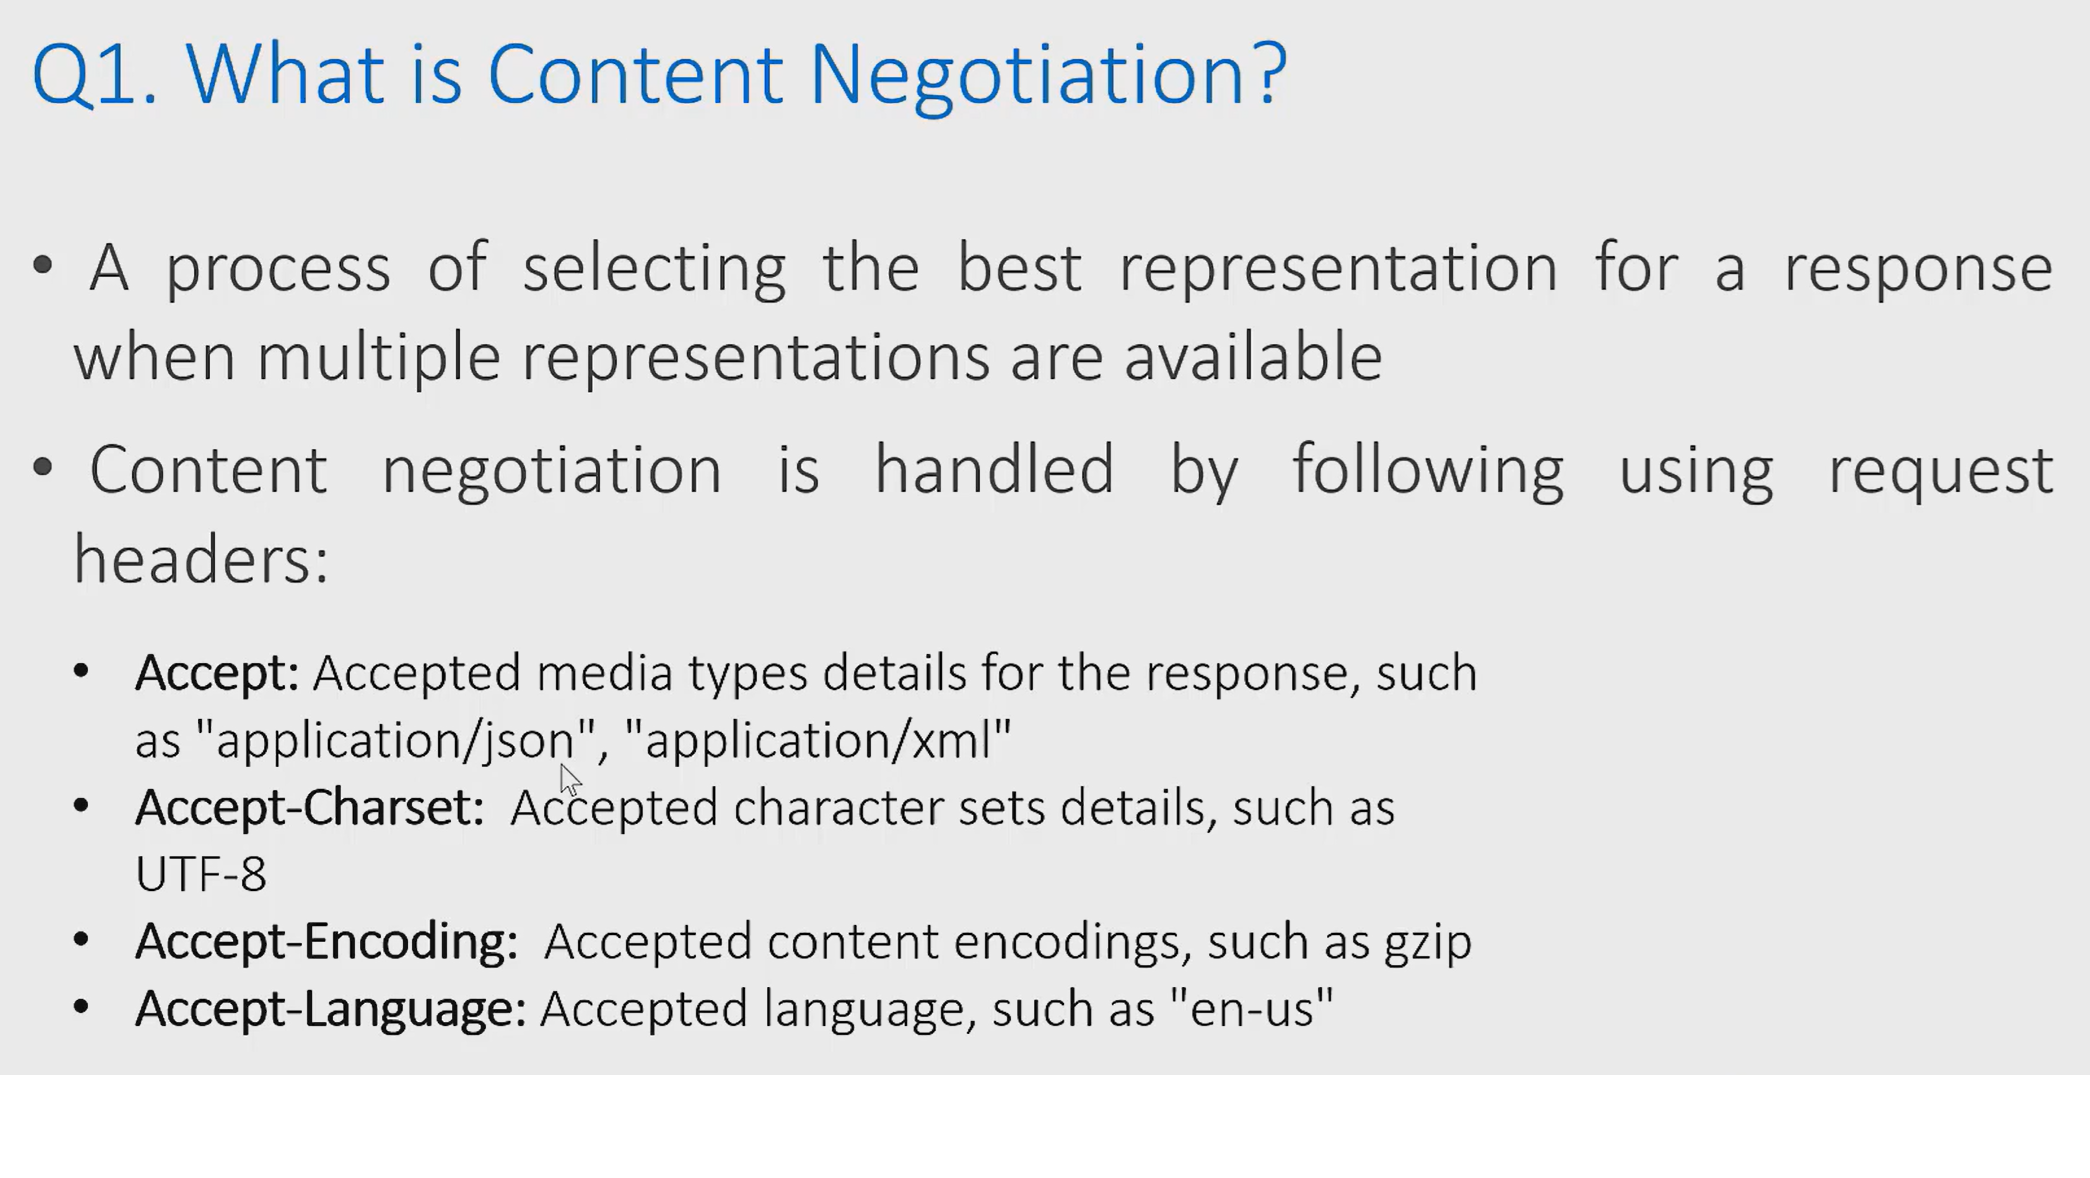 Q1. What is Content Negotiation?
• A process of selecting the best representation for a response
when multiple representations are available
• Content negotiation is handled by following using request
headers:
• Accept: Accepted media types details for the response, such
as "application/json", "application/xml"
• Accept-Charset: Accepted character sets details, such as
UTF-8
• Accept-Encoding: Accepted content encodings, such as gzip
• Accept-Language: Accepted language, such as "en-us"